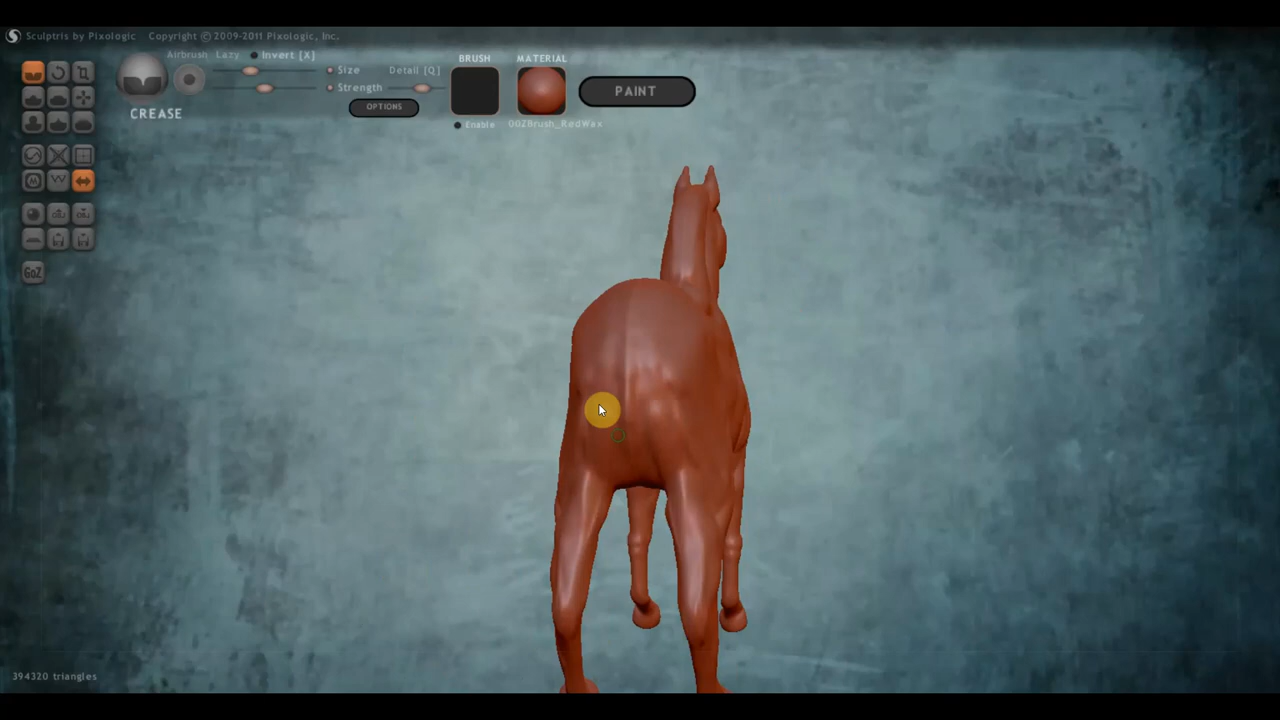 Sculptris by Pixologic Copyright © 2009-2011 Pixologic, Inc.
Airbrush Lazy Invert [X]
Size Detail [Q]
Strength
OPTIONS
CREASE
BRUSH
Enable
MATERIAL
00ZBrush_RedWax
PAINT
GoZ
394320 triangles